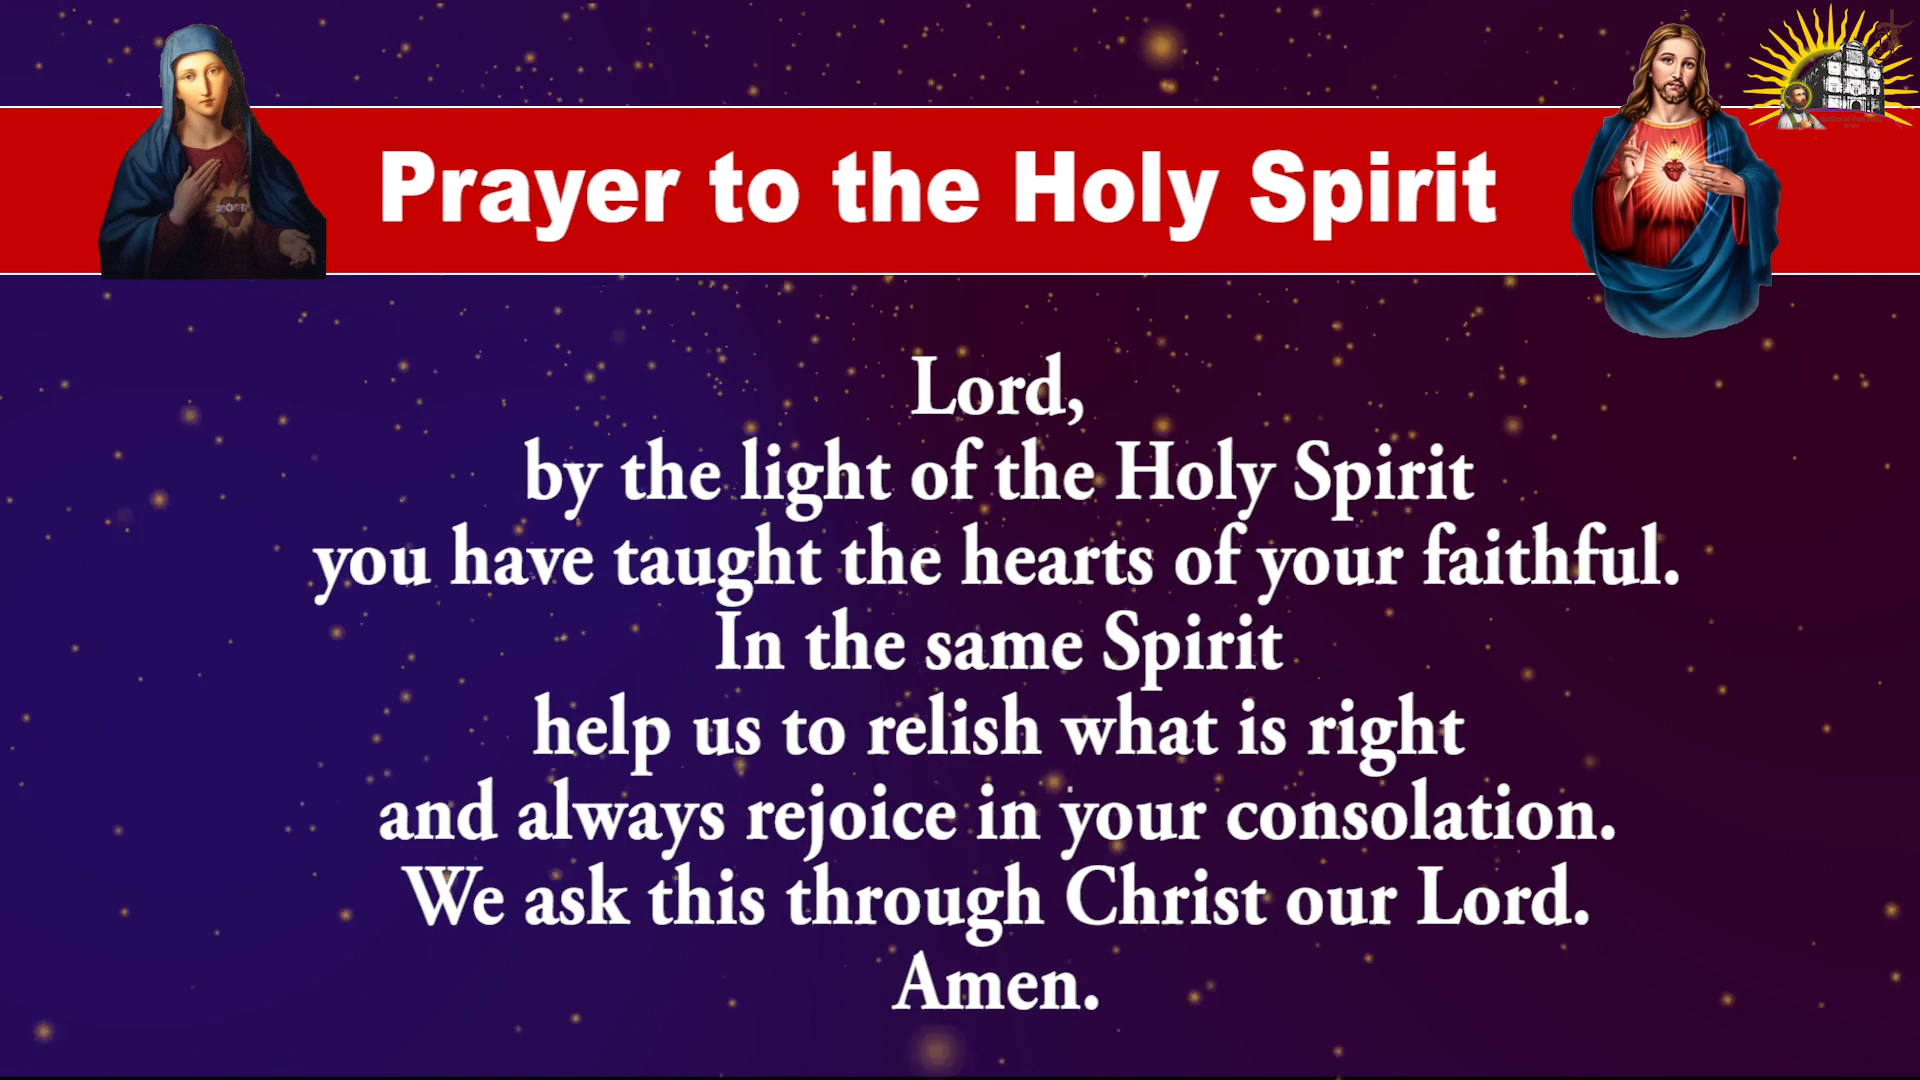 Prayer to the Holy Spirit
Lord,
by the light of the Holy Spirit
you have taught the hearts of your faithful.
In the same Spirit
help us to relish what is right
and always rejoice in your consolation.
We ask this through Christ our Lord.
Amen.